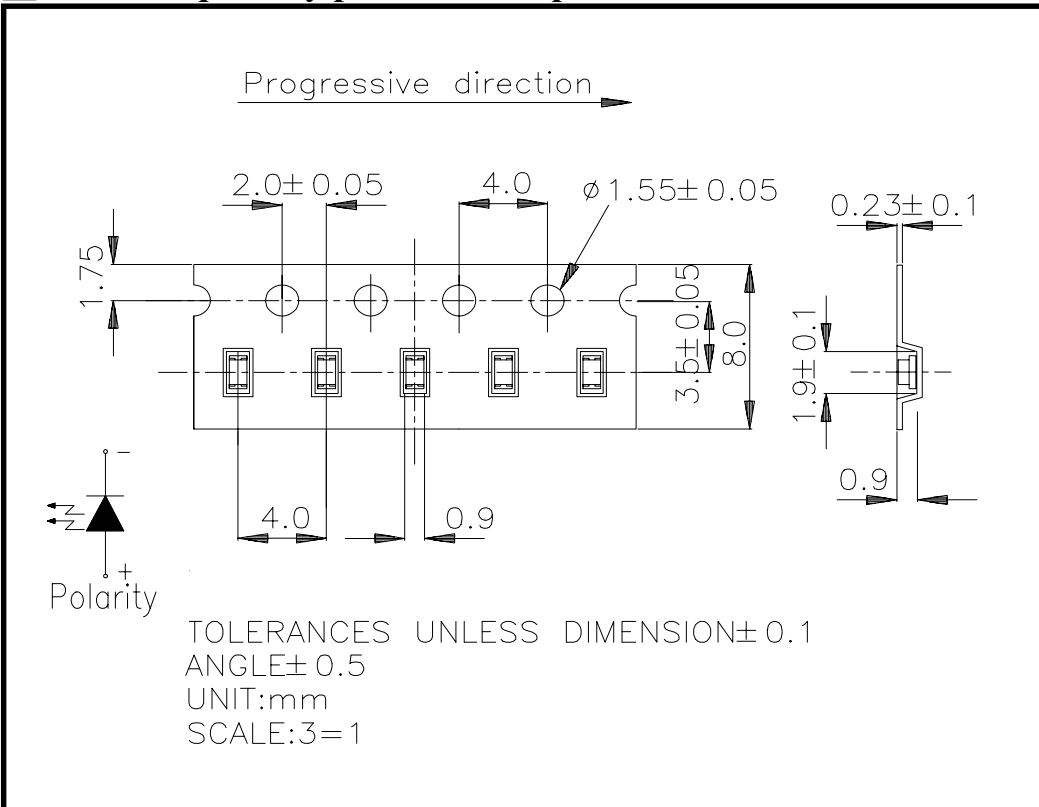 Progressive direction
2.0± 0.05
4.0
ø1.55± 0.05
0.23± 0.1
1.75
3.5± 0.05
8.0
1.9± 0.1
0.9
4.0
0.9
-
+
Polarity
TOLERANCES UNLESS DIMENSION± 0.1
ANGLE± 0.5
UNIT:mm
SCALE:3=1